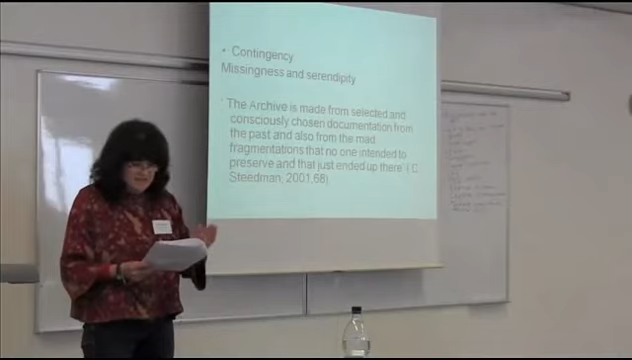 • Contingency
Missingness and serendipity
'The Archive is made from selected and
consciously chosen documentation from
the past and also from the mad
fragmentations that no one intended to
preserve and that just ended up there' ( C.
Steedman, 2001,68).